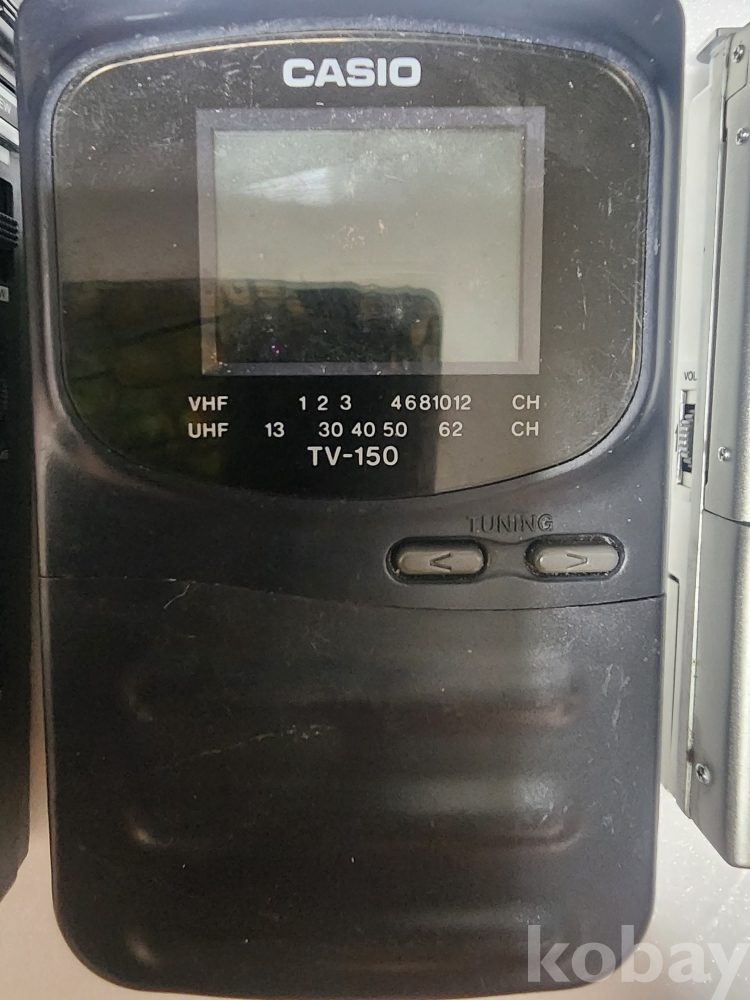 CASIO
VHF 1 2 3 4 6 8 10 12 CH
UHF 13 30 40 50 62 CH
TV-150
TUNING
< >
VOL
kobay